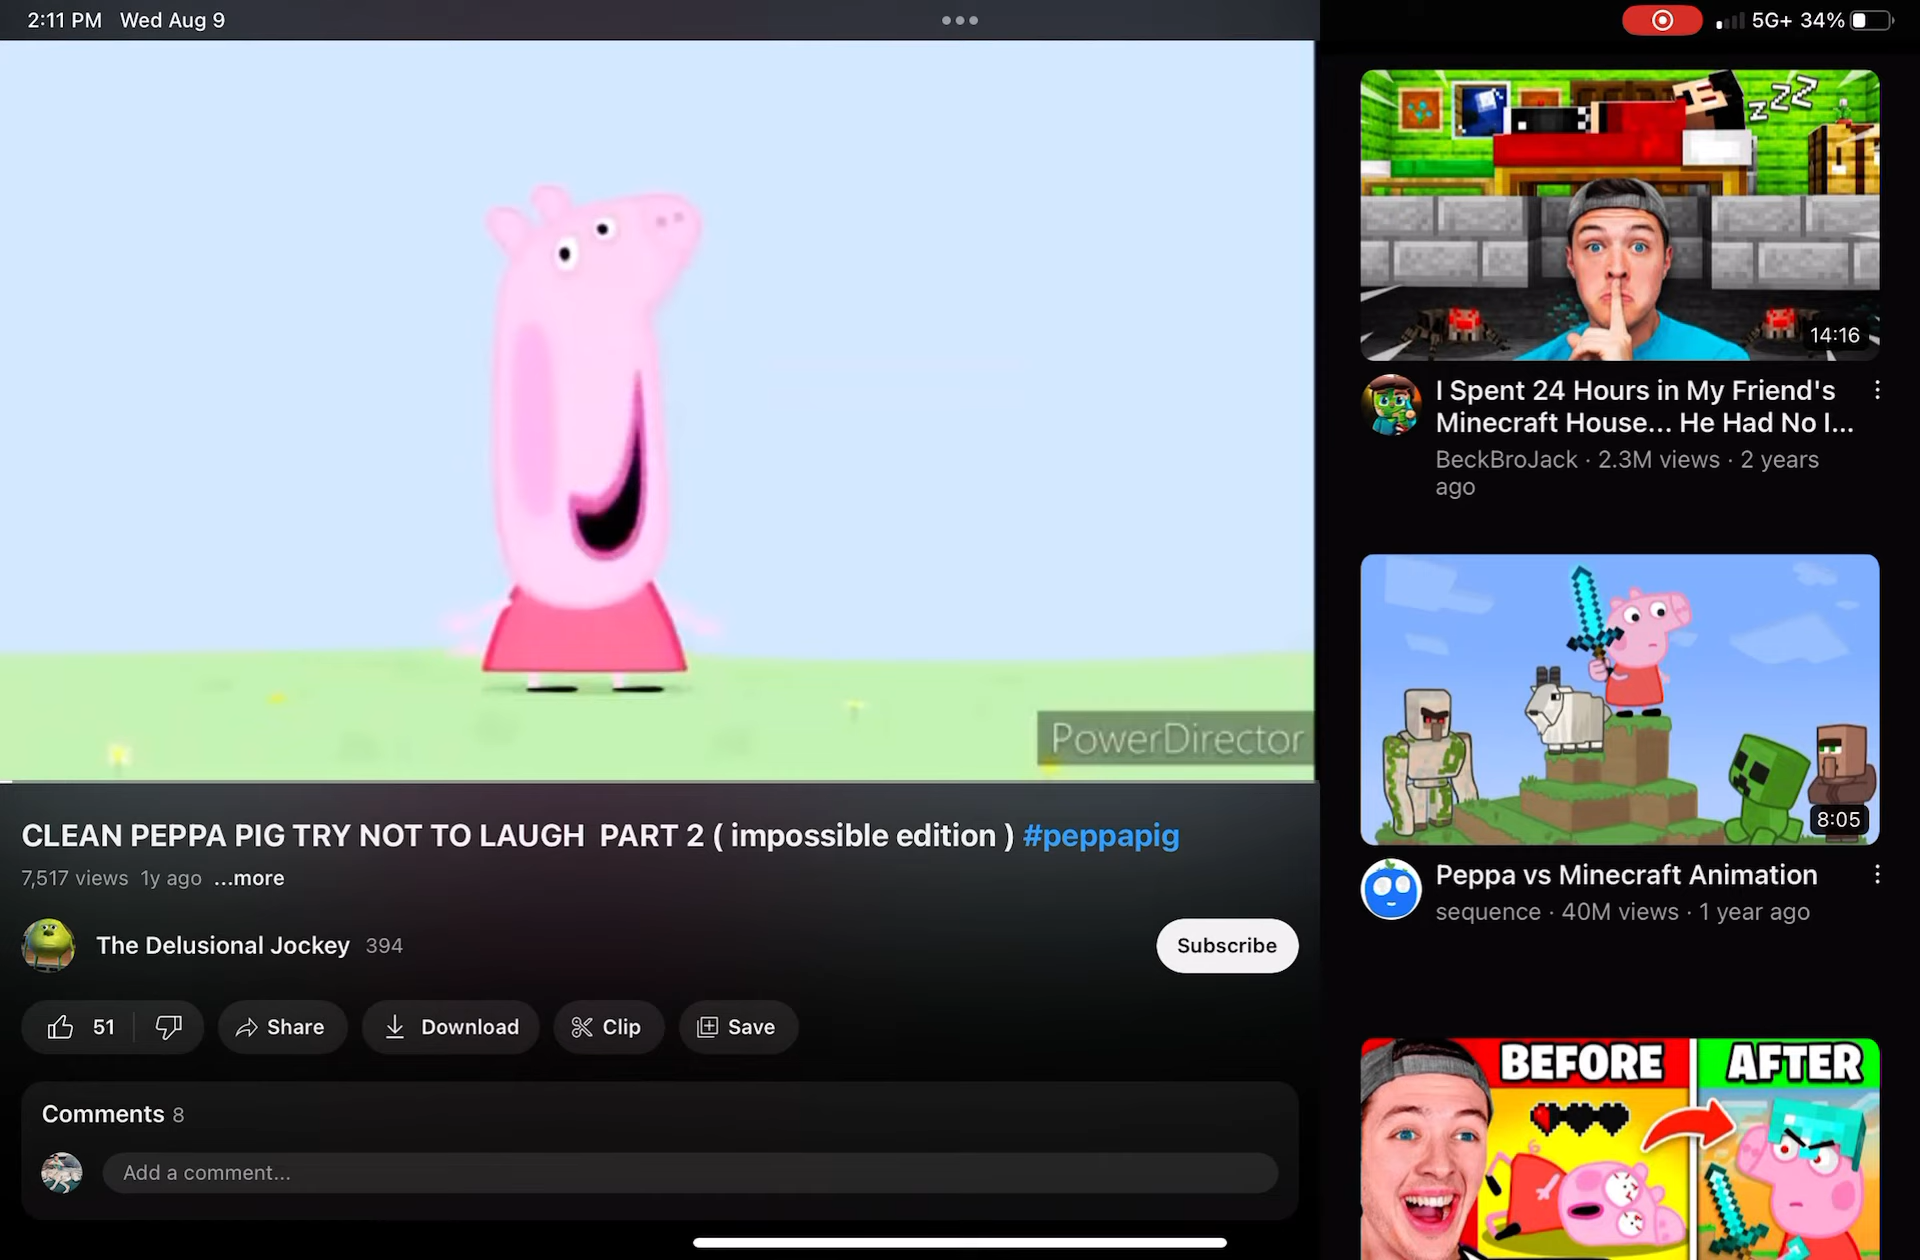 2:11 PM Wed Aug 9
5G+ 34%
PowerDirector
CLEAN PEPPA PIG TRY NOT TO LAUGH PART 2 ( impossible edition ) #peppapig
7,517 views 1y ago ...more
The Delusional Jockey 394
Subscribe
51 Share Download Clip Save
Comments 8
Add a comment...
zZZ
14:16
I Spent 24 Hours in My Friend's
Minecraft House... He Had No I...
BeckBroJack · 2.3M views · 2 years
ago
8:05
Peppa vs Minecraft Animation
sequence · 40M views · 1 year ago
BEFORE AFTER